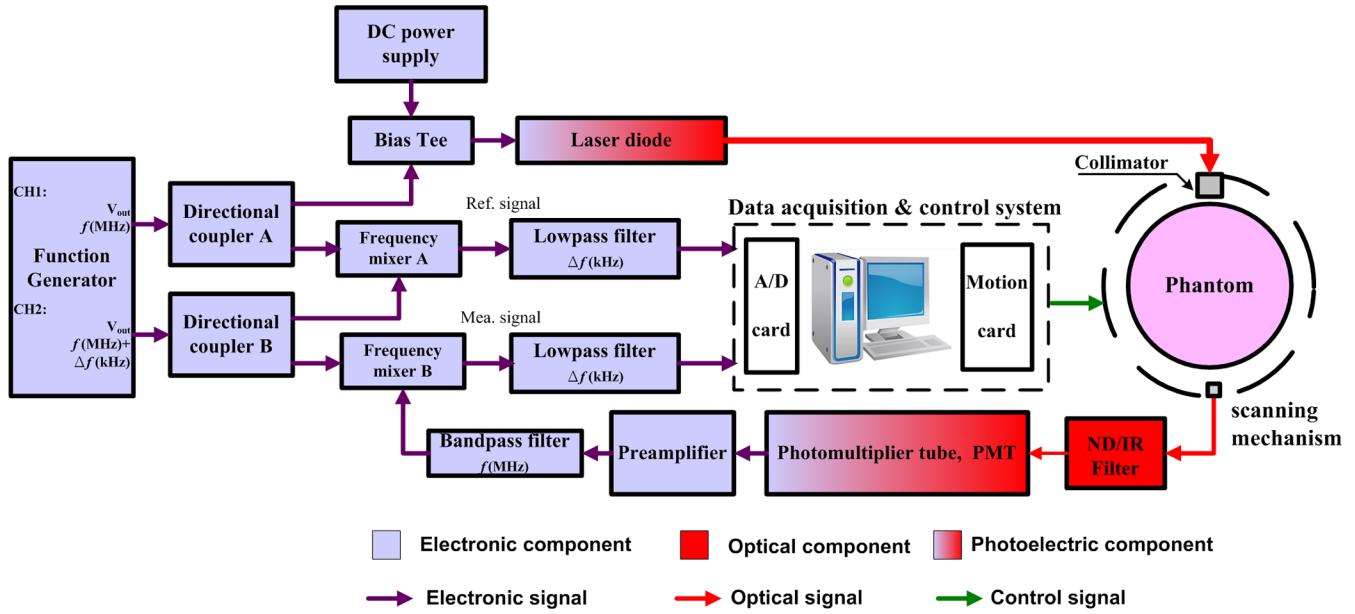 DC power
supply
Bias Tee
Laser diode
Collimator
CH1:
Vout
f(MHz)
Function
Generator
CH2:
Vout
f(MHz)+
Δf(kHz)
Directional
coupler A
Directional
coupler B
Ref. signal
Frequency
mixer A
Lowpass filter
Δf(kHz)
Mea. signal
Frequency
mixer B
Lowpass filter
Δf(kHz)
Data acquisition & control system
A/D
card
Motion
card
Phantom
scanning
mechanism
Bandpass filter
f(MHz)
Preamplifier
Photomultiplier tube, PMT
ND/IR
Filter
Electronic component
Optical component
Photoelectric component
Electronic signal
Optical signal
Control signal